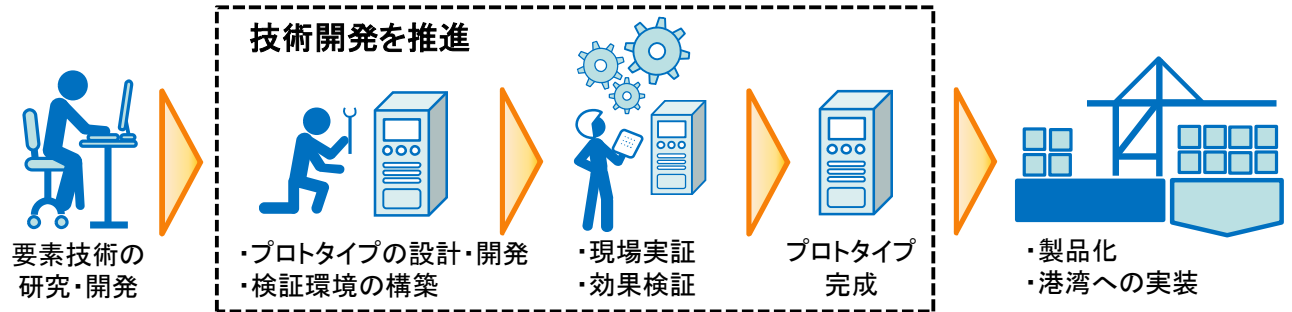 技術開発を推進
要素技術の
研究・開発
・プロトタイプの設計・開発
・検証環境の構築
・現場実証
・効果検証
プロトタイプ
完成
・製品化
・港湾への実装